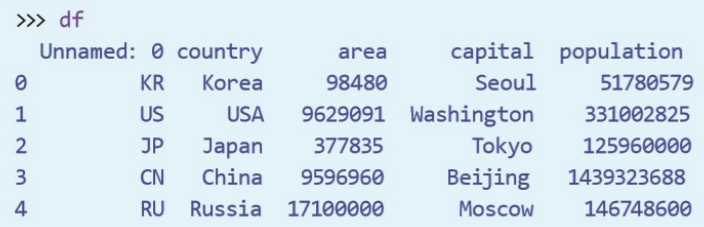 >>> df
Unnamed: 0 country area capital population
0 KR Korea 98480 Seoul 51780579
1 US USA 9629091 Washington 331002825
2 JP Japan 377835 Tokyo 125960000
3 CN China 9596960 Beijing 1439323688
4 RU Russia 17100000 Moscow 146748600